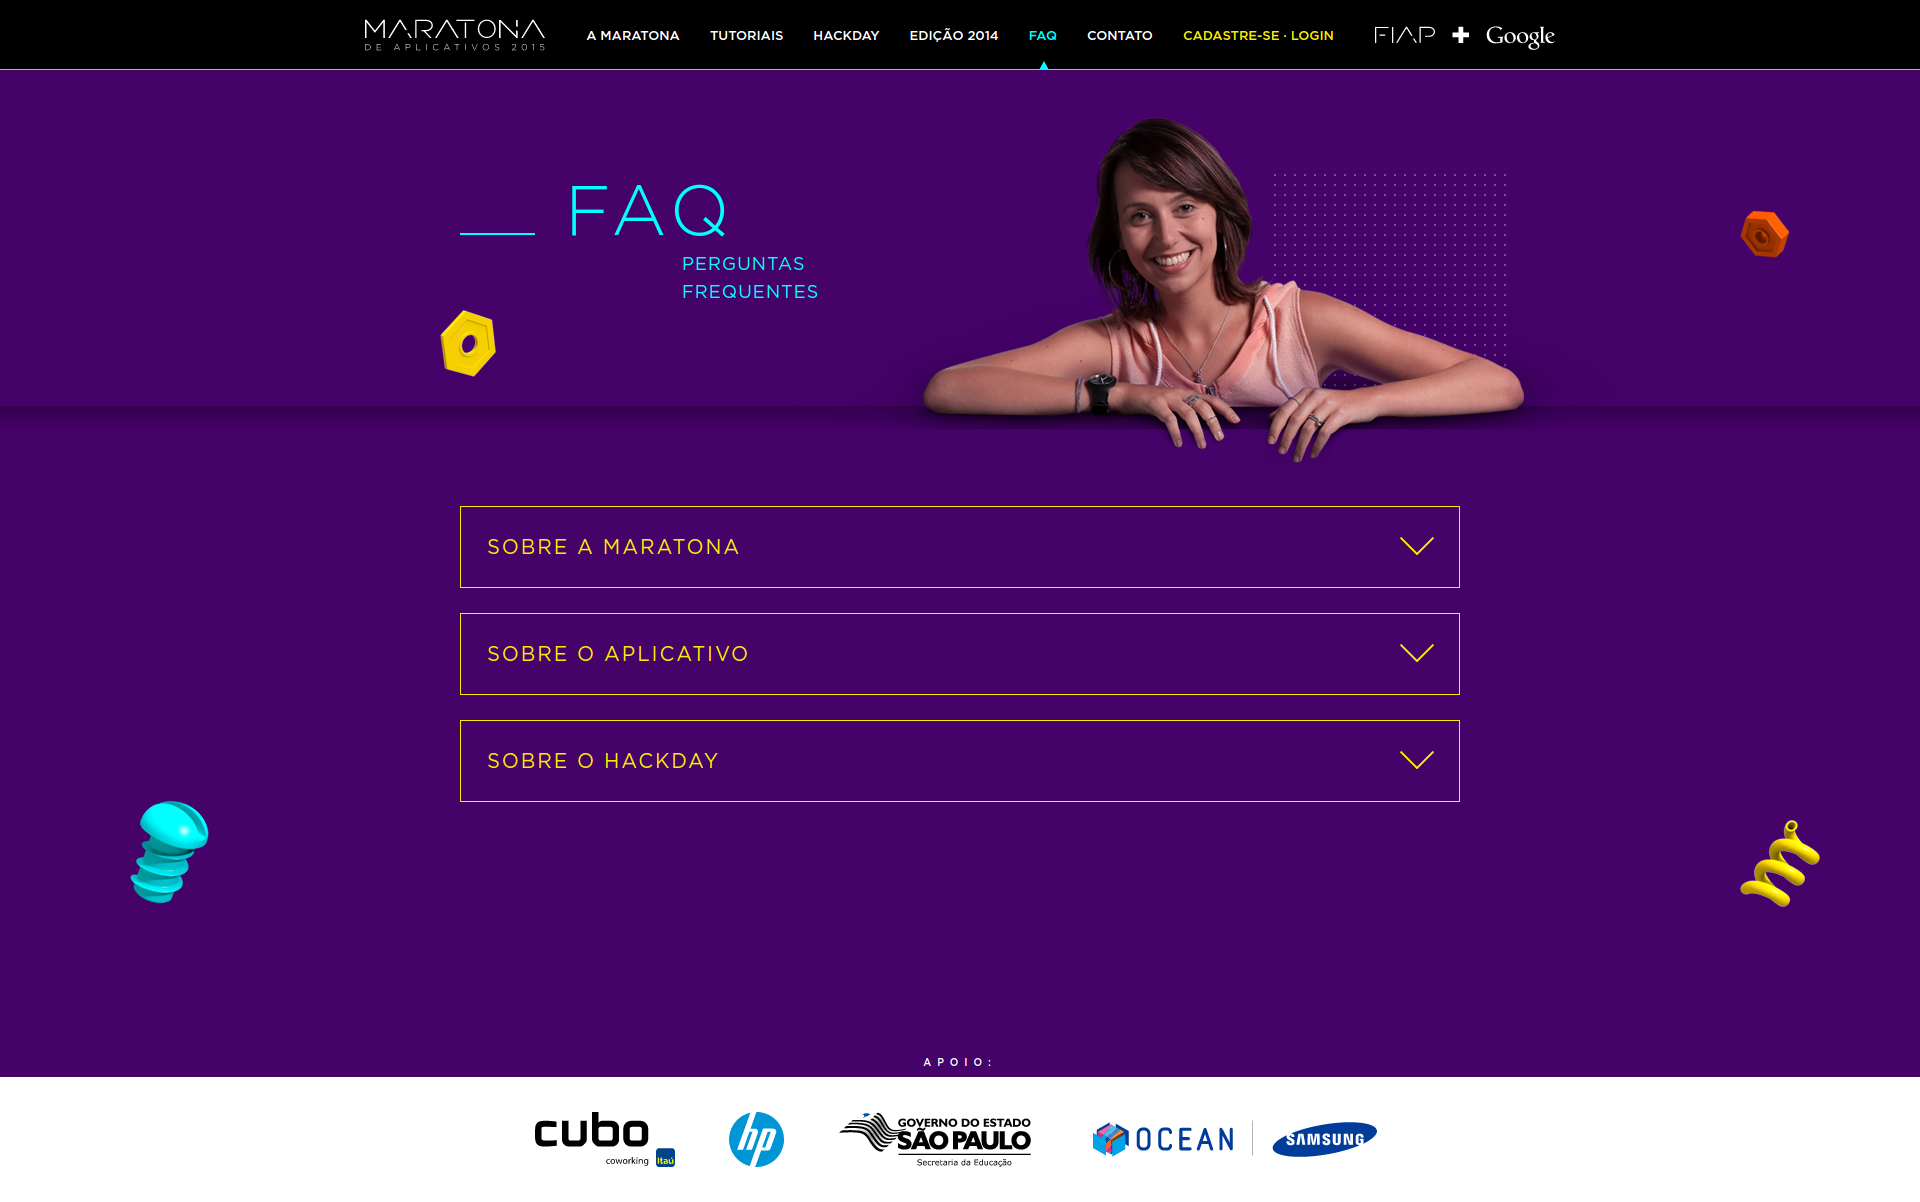 MARATONA
DE APLICATIVOS 2015
A MARATONA
TUTORIAIS
HACKDAY
EDIÇÃO 2014
FAQ
CONTATO
CADASTRE-SE · LOGIN
FIAP + Google
FAQ
PERGUNTAS
FREQUENTES
SOBRE A MARATONA
SOBRE O APLICATIVO
SOBRE O HACKDAY
APOIO:
cubo
coworking Itaú
hp
GOVERNO DO ESTADO
SÃO PAULO
Secretaria da Educação
OCEAN
SAMSUNG